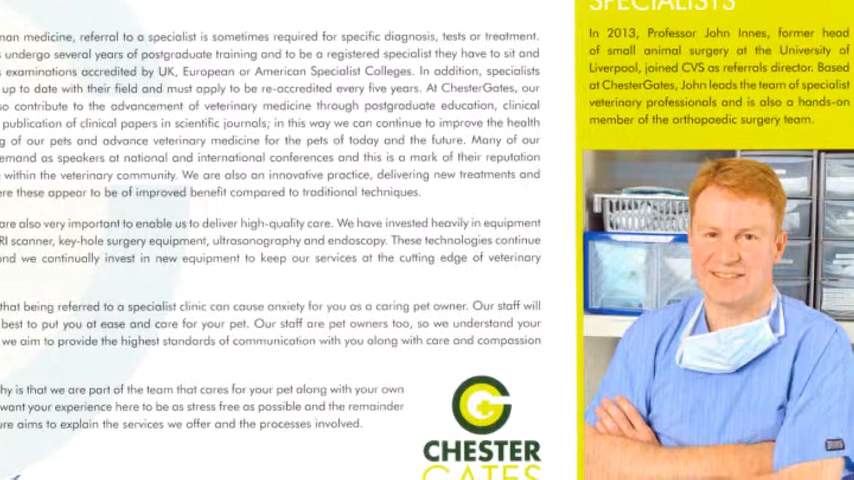 nan medicine, referral to a specialist is sometimes required for specific diagnosis, tests or treatment.
undergo several years of postgraduate training and to be a registered specialist they have to sit and
examinations accredited by UK, European or American Specialist Colleges. In addition, specialists
up to date with their field and must apply to be re-accredited every five years. At ChesterGates, our
so contribute to the advancement of veterinary medicine through postgraduate education, clinical
publication of clinical papers in scientific journals; in this way we can continue to improve the health
g of our pets and advance veterinary medicine for the pets of today and the future. Many of our
emand as speakers at national and international conferences and this is a mark of their reputation
within the veterinary community. We are also an innovative practice, delivering new treatments and
ere these appear to be of improved benefit compared to traditional techniques.
are also very important to enable us to deliver high-quality care. We have invested heavily in equipment
RI scanner, key-hole surgery equipment, ultrasonography and endoscopy. These technologies continue
and we continually invest in new equipment to keep our services at the cutting edge of veterinary
that being referred to a specialist clinic can cause anxiety for you as a caring pet owner. Our staff will
best to put you at ease and care for your pet. Our staff are pet owners too, so we understand your
we aim to provide the highest standards of communication with you along with care and compassion
hy is that we are part of the team that cares for your pet along with your own
want your experience here to be as stress free as possible and the remainder
ure aims to explain the services we offer and the processes involved.
CHESTER
GATES
SPECIALISTS
In 2013, Professor John Innes, former head
of small animal surgery at the University of
Liverpool, joined CVS as referrals director. Based
at ChesterGates, John leads the team of specialist
veterinary professionals and is also a hands-on
member of the orthopaedic surgery team.